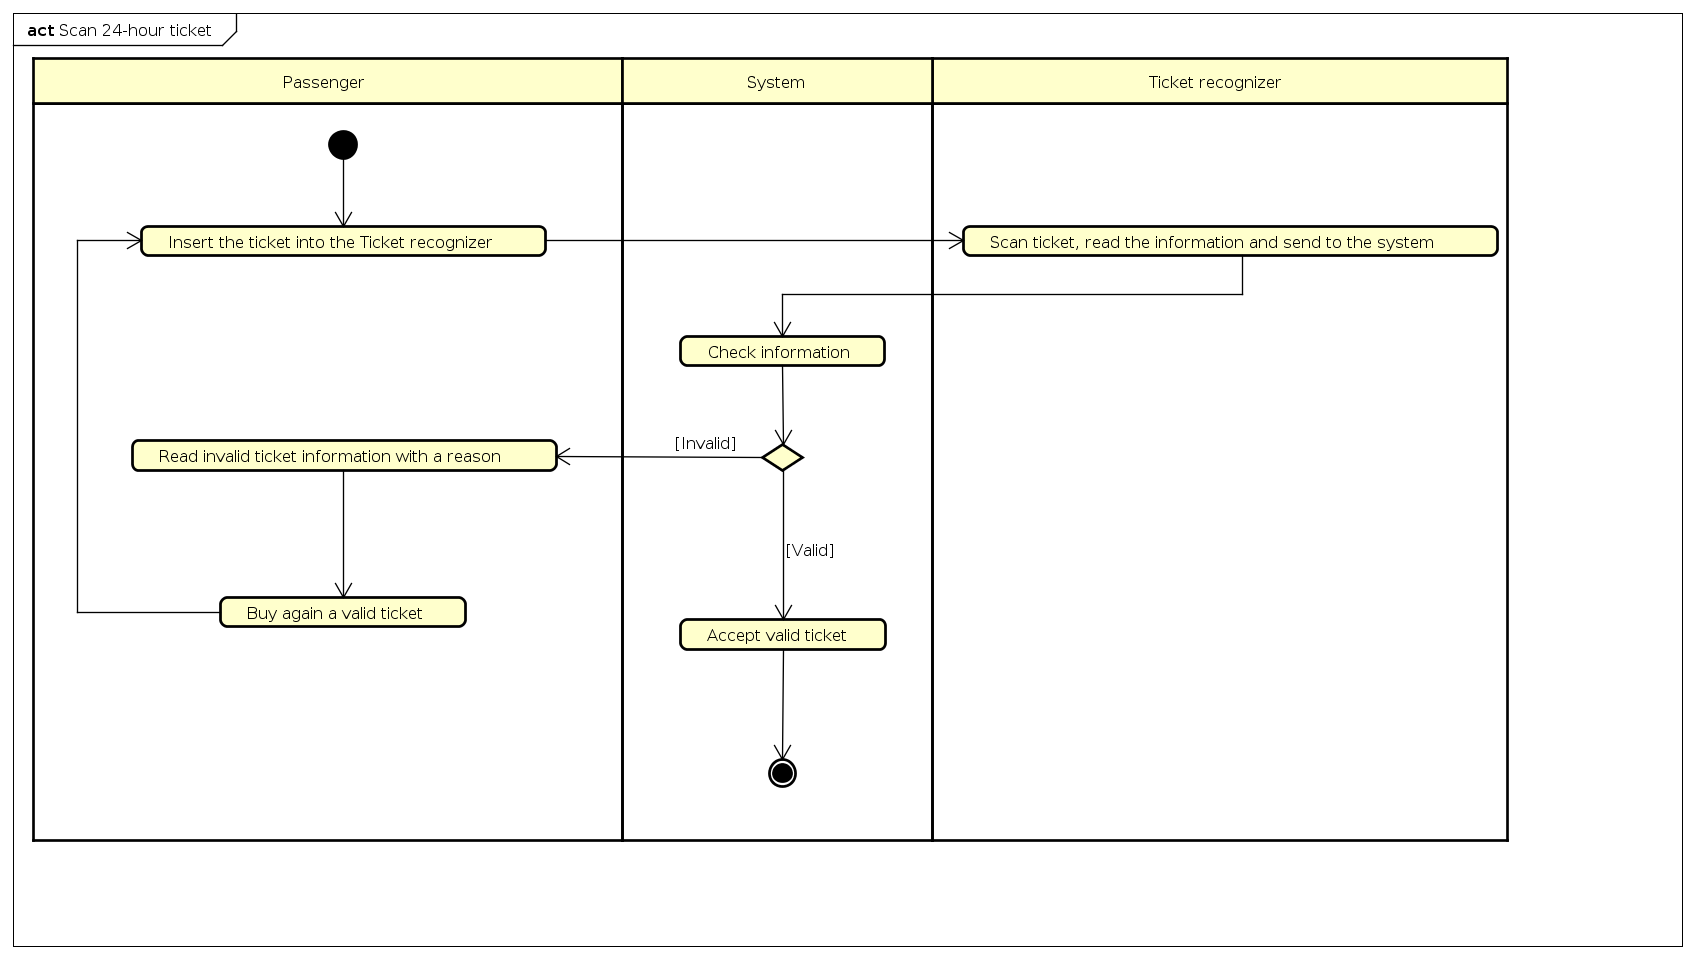 act Scan 24-hour ticket
Passenger
System
Ticket recognizer
Insert the ticket into the Ticket recognizer
Scan ticket, read the information and send to the system
Check information
[Invalid]
Read invalid ticket information with a reason
[Valid]
Buy again a valid ticket
Accept valid ticket